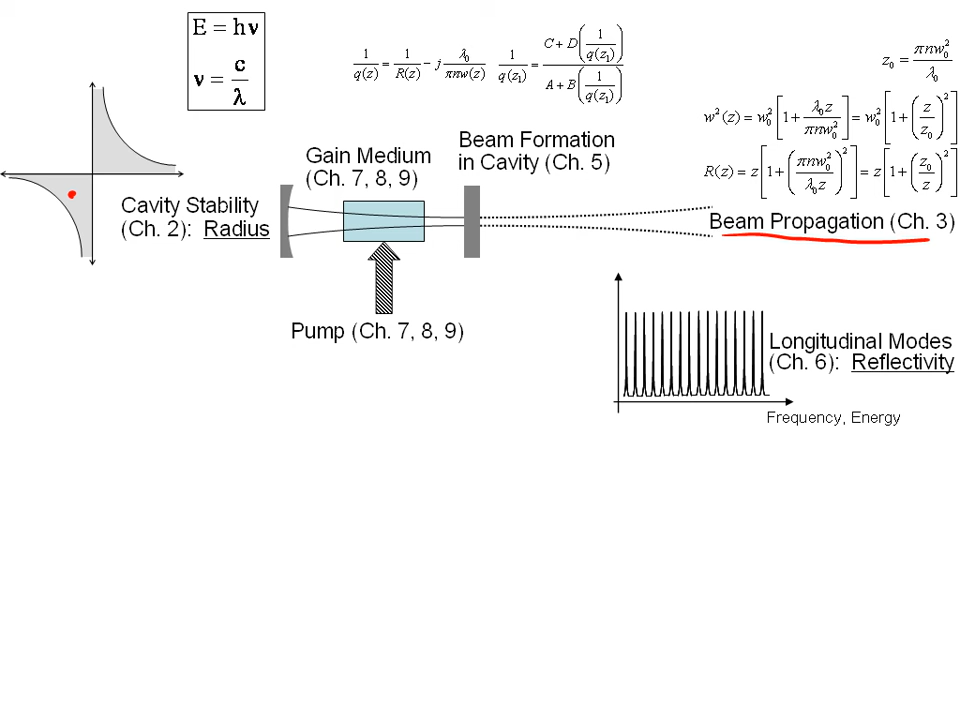 E = hν
ν = c/λ
1/q(z) = 1/R(z) − j λ₀/πnw(z)
1/q(z₁) = (C + D(1/q(z₁)))/(A + B(1/q(z₁)))
z₀ = πnw₀²/λ₀
w²(z) = w₀²[1 + λ₀z/πnw₀²] = w₀²[1 + (z/z₀)²]
R(z) = z[1 + (πnw₀²/λ₀z)²] = z[1 + (z₀/z)²]
Beam Formation
in Cavity (Ch. 5)
Gain Medium
(Ch. 7, 8, 9)
Cavity Stability
(Ch. 2): Radius
Beam Propagation (Ch. 3)
Pump (Ch. 7, 8, 9)
Longitudinal Modes
(Ch. 6): Reflectivity
Frequency, Energy